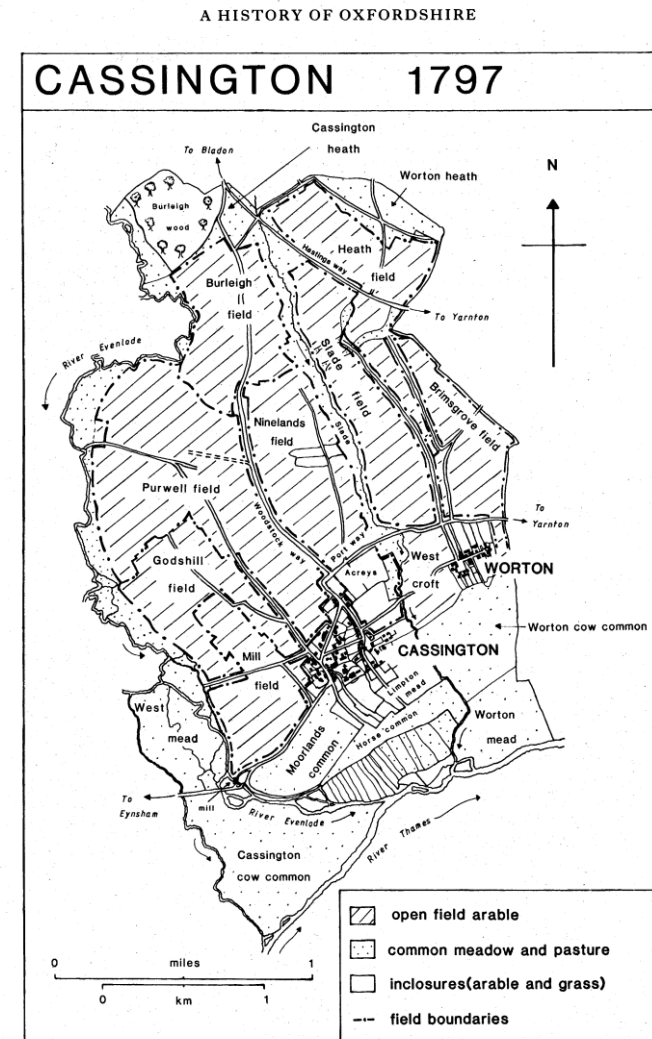 A HISTORY OF OXFORDSHIRE
CASSINGTON 1797
Cassington
heath
To Bladon
Worton heath
N
Burleigh
wood
Heath
field
Hastings way
Burleigh
field
To Yarnton
River Evenlode
Slade
field
Brimsgrove field
Ninelands
field
Slade
Purwell field
To
Yarnton
Woodstock way
Port way
Godshill
field
Acreys
West
croft
WORTON
Worton cow common
Mill
field
CASSINGTON
Limpton
mead
West
mead
Horse common
Worton
mead
Moorlands
common
To
Eynsham
mill
River Evenlode
River Thames
Cassington
cow common
open field arable
common meadow and pasture
inclosures(arable and grass)
field boundaries
0 miles 1
0 km 1